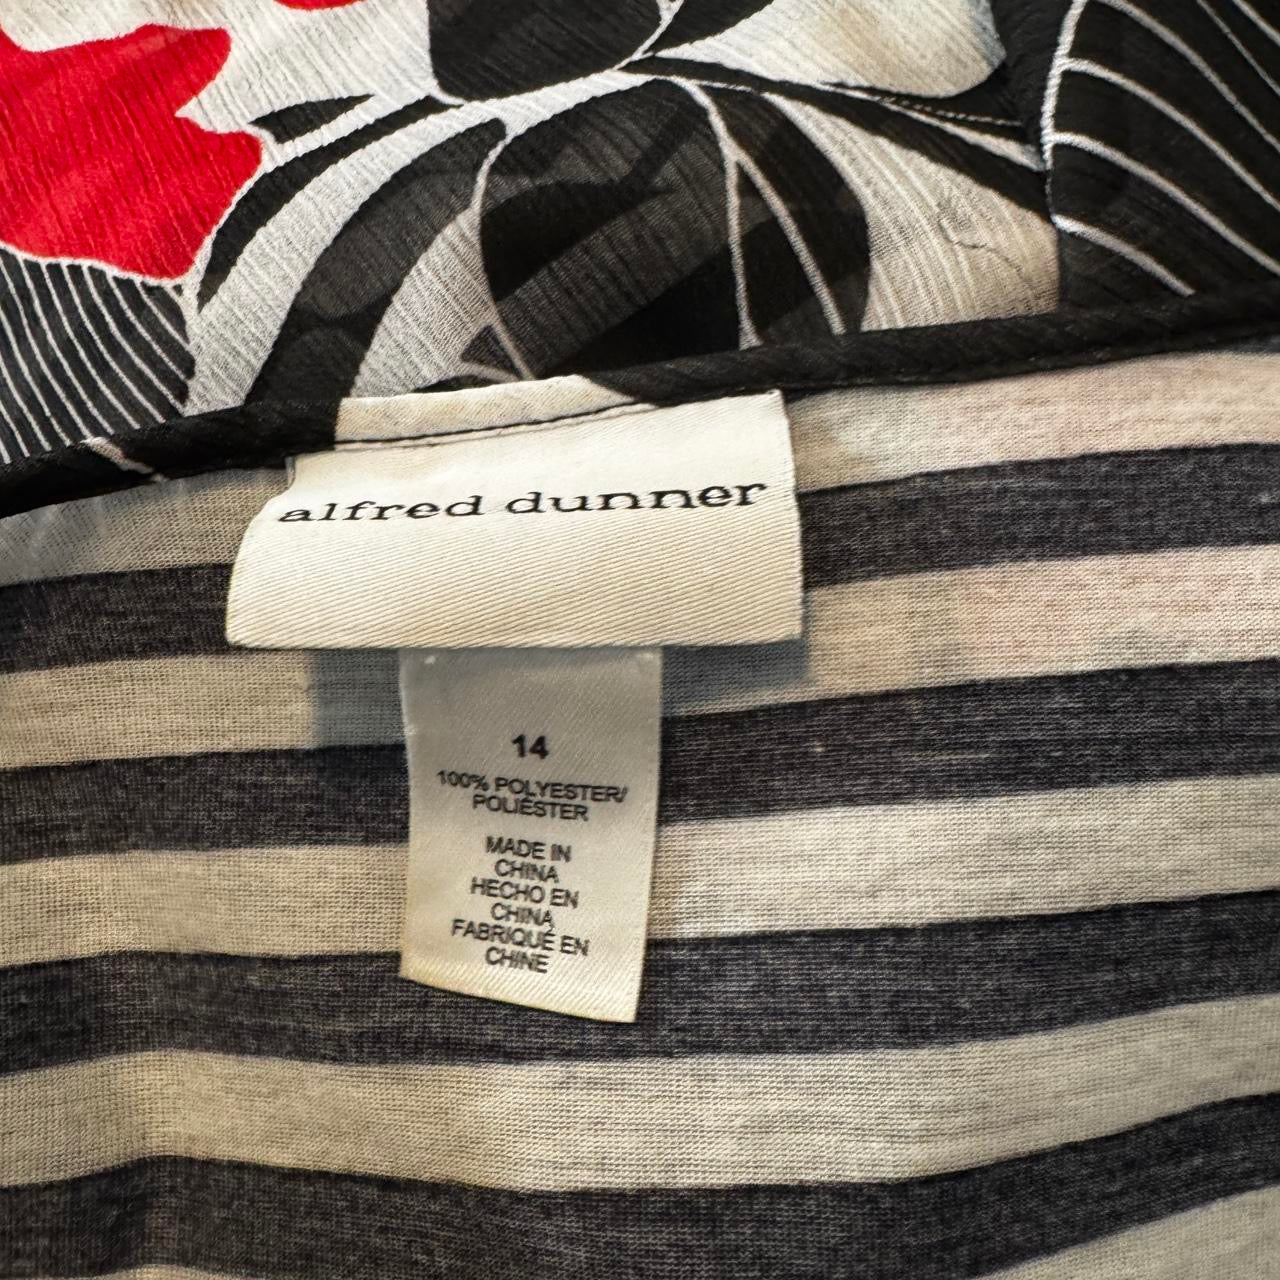 alfred dunner
14
100% POLYESTER/
POLIÉSTER
MADE IN
CHINA
HECHO EN
CHINA
FABRIQUÉ EN
CHINE